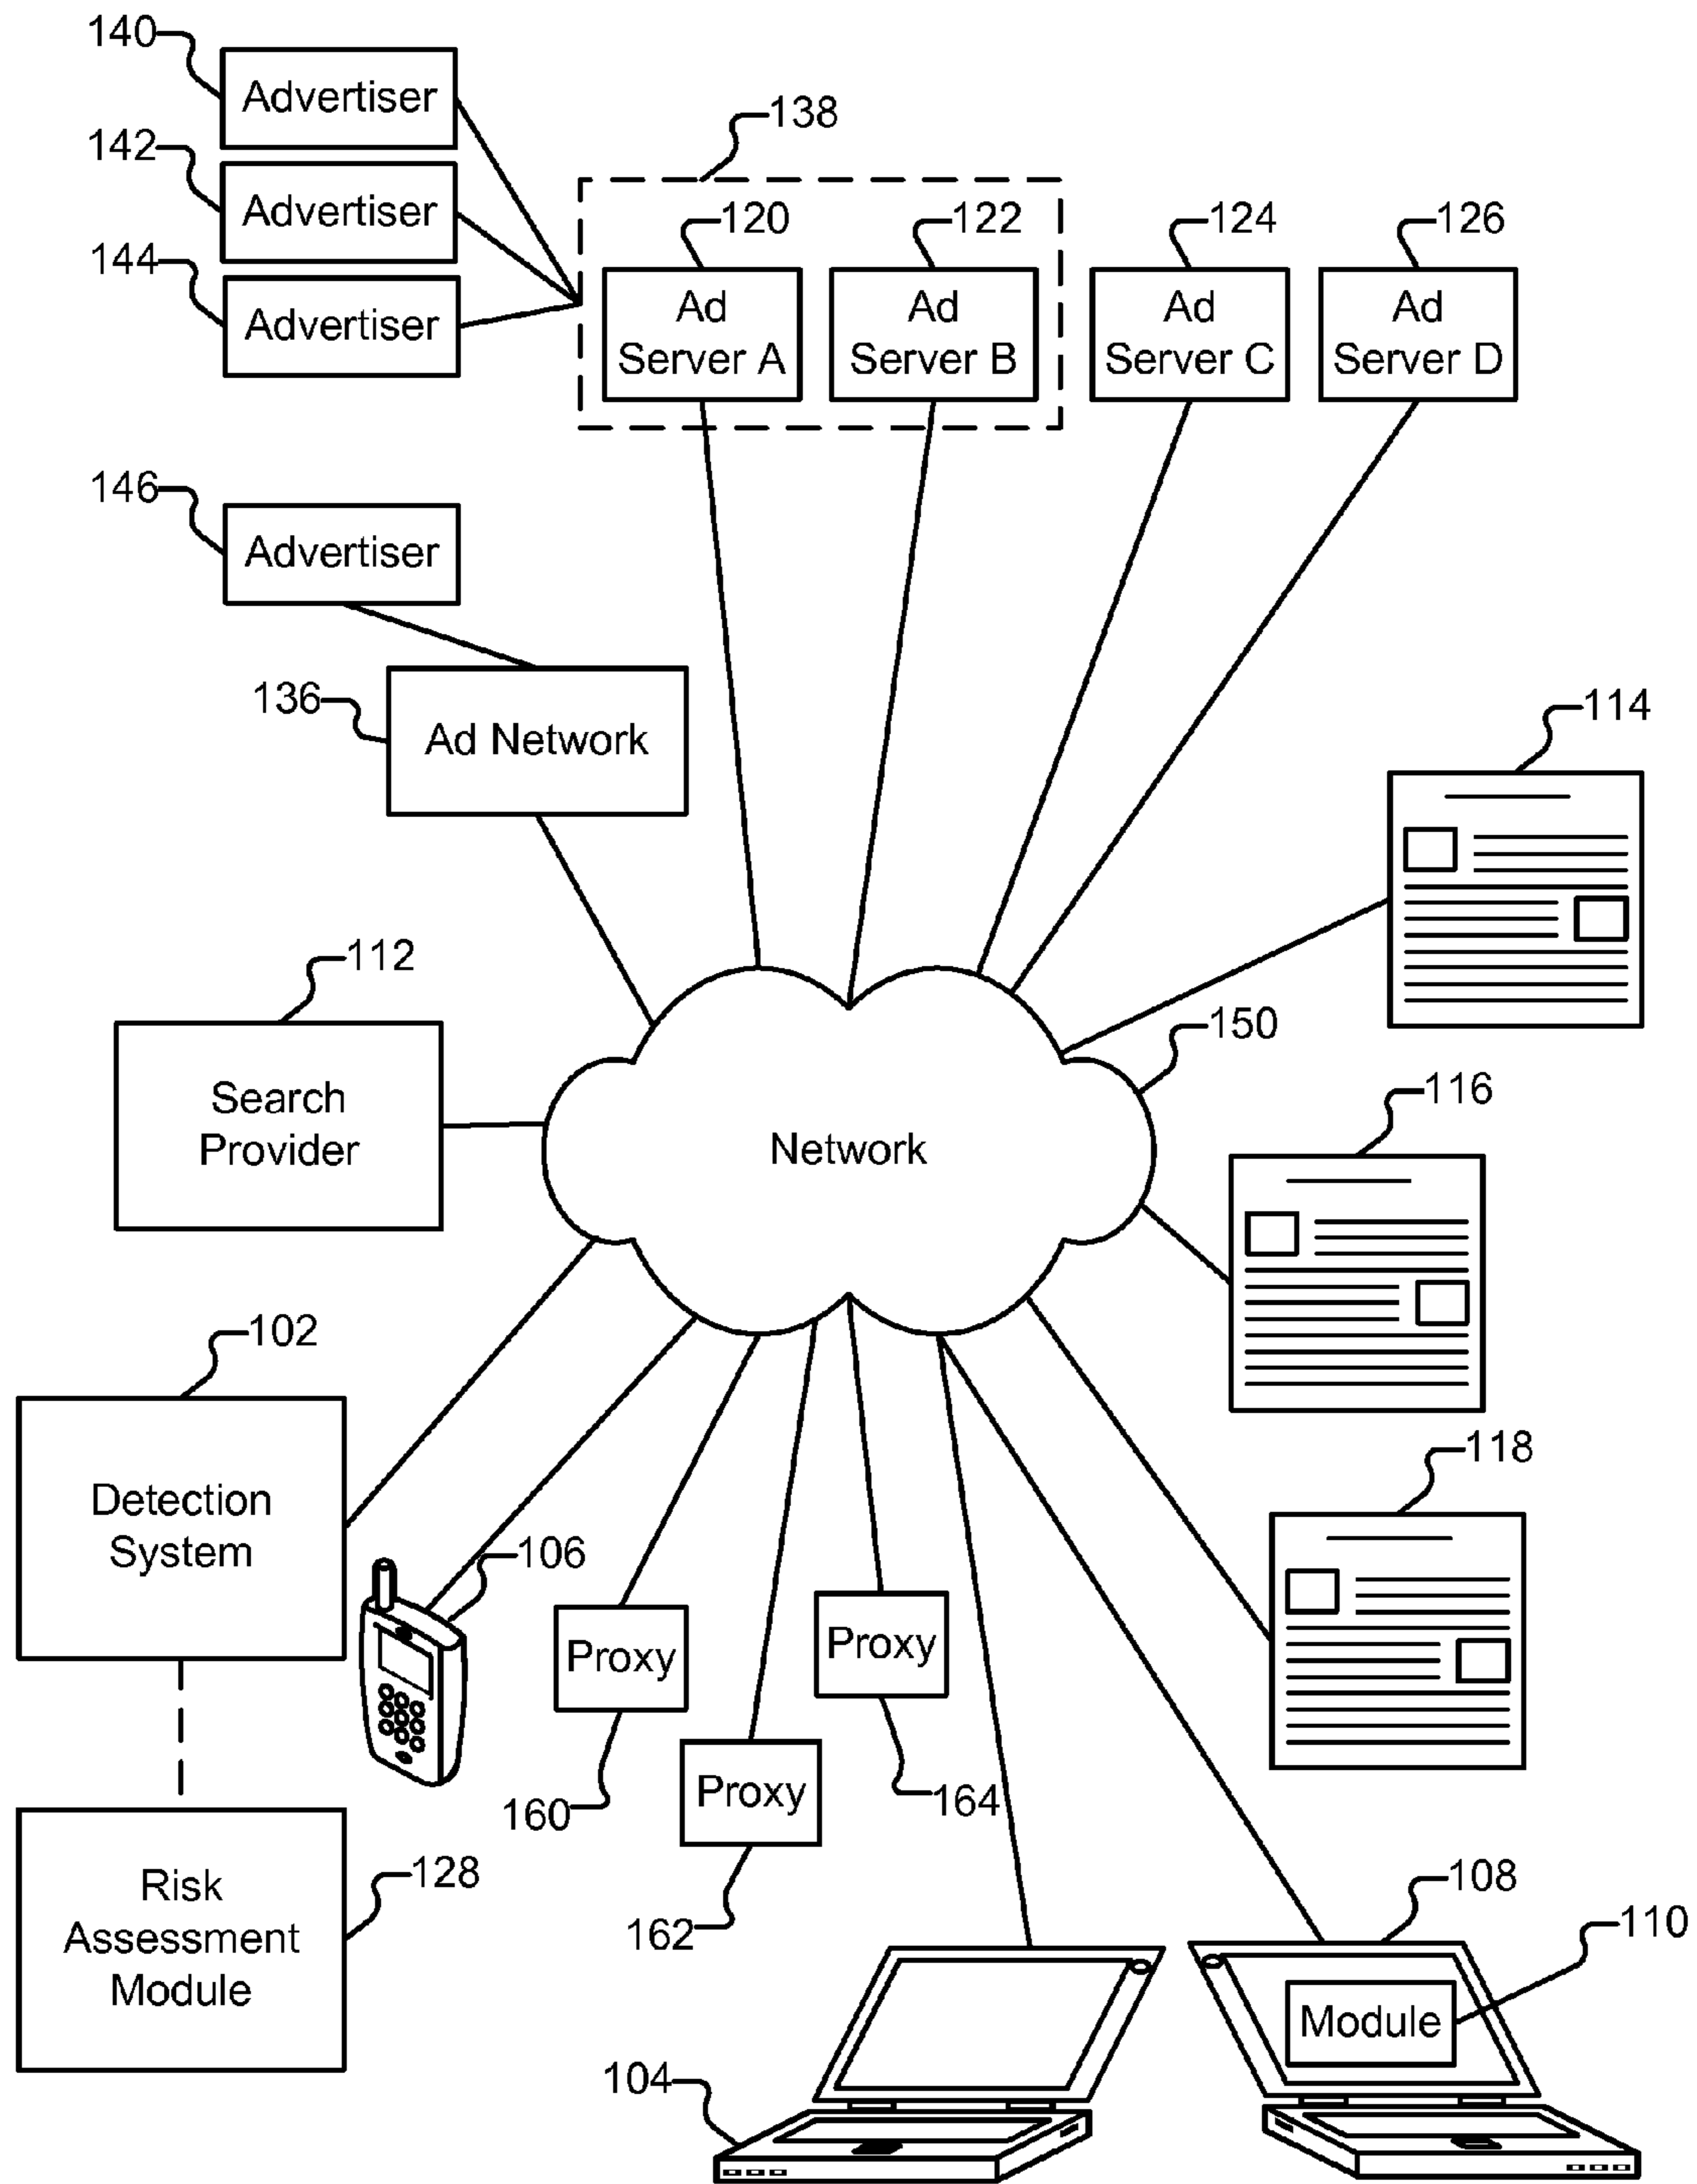 140
Advertiser
142
Advertiser
144
Advertiser
138
120
122
124
126
Ad
Server A
Ad
Server B
Ad
Server C
Ad
Server D
146
Advertiser
136
Ad Network
114
112
Search
Provider
150
Network
116
102
Detection
System
106
118
Proxy
160
Proxy
162
Proxy
164
Risk
Assessment
Module
128
108
110
Module
104